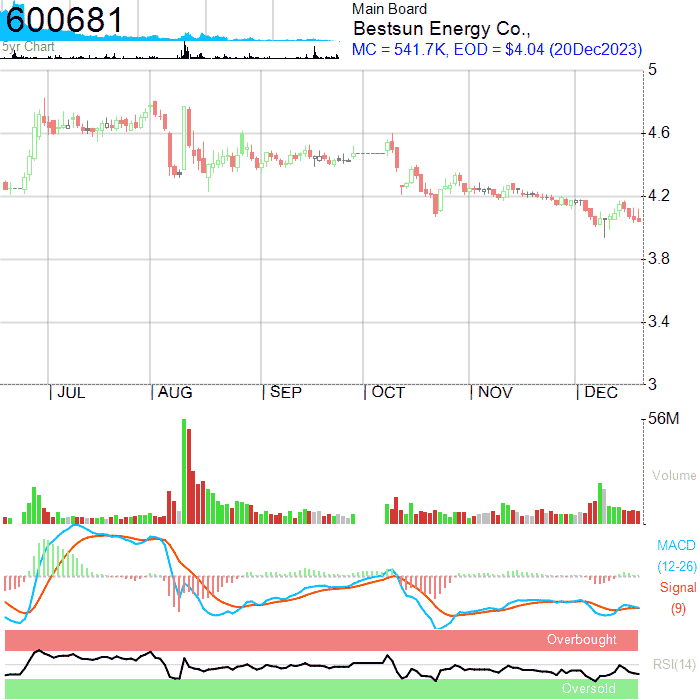 600681
5yr Chart
Main Board
Bestsun Energy Co.,
MC = 541.7K, EOD = $4.04 (20Dec2023)
5
4.6
4.2
3.8
3.4
3
JUL
AUG
SEP
OCT
NOV
DEC
56M
Volume
MACD
(12-26)
Signal
(9)
Overbought
RSI(14)
Oversold